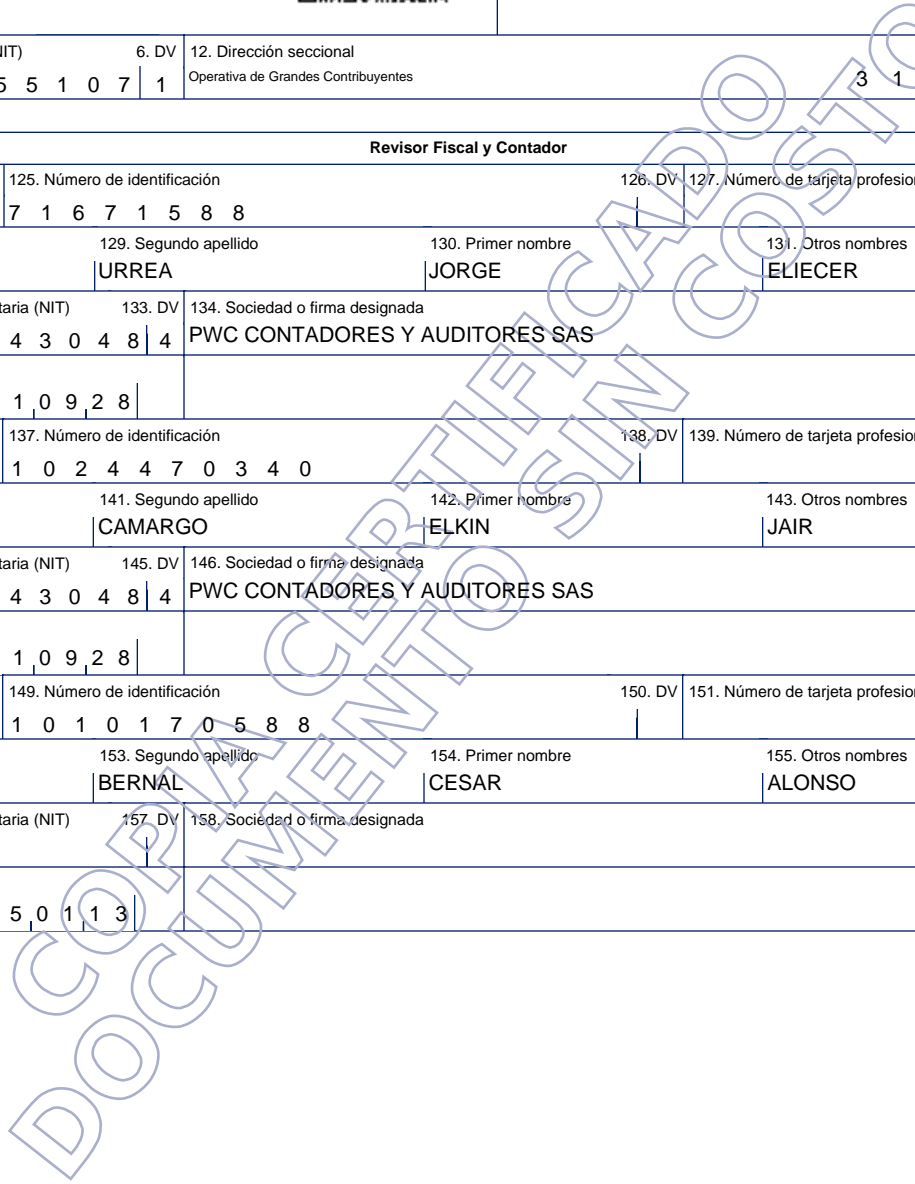 IT) 6. DV 12. Dirección seccional
5 5 1 0 7 1 Operativa de Grandes Contribuyentes 3 1
Revisor Fiscal y Contador
125. Número de identificación 126. DV 127. Número de tarjeta profesio
7 1 6 7 1 5 8 8
129. Segundo apellido 130. Primer nombre 131. Otros nombres
URREA JORGE ELIECER
taria (NIT) 133. DV 134. Sociedad o firma designada
4 3 0 4 8 4 PWC CONTADORES Y AUDITORES SAS
1 0 9 2 8
137. Número de identificación 138. DV 139. Número de tarjeta profesio
1 0 2 4 4 7 0 3 4 0
141. Segundo apellido 142. Primer nombre 143. Otros nombres
CAMARGO ELKIN JAIR
taria (NIT) 145. DV 146. Sociedad o firma designada
4 3 0 4 8 4 PWC CONTADORES Y AUDITORES SAS
1 0 9 2 8
149. Número de identificación 150. DV 151. Número de tarjeta profesio
1 0 1 0 1 7 0 5 8 8
153. Segundo apellido 154. Primer nombre 155. Otros nombres
BERNAL CESAR ALONSO
taria (NIT) 157. DV 158. Sociedad o firma designada
5 0 1 1 3
COPIA CERTIFICADO
DOCUMENTO SIN COSTO